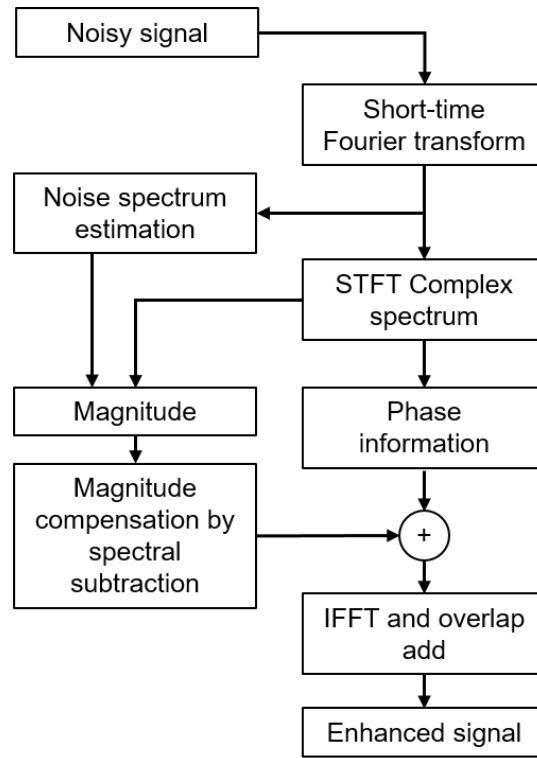 Noisy signal
Short-time
Fourier transform
Noise spectrum
estimation
STFT Complex
spectrum
Magnitude
Phase
information
Magnitude
compensation by
spectral
subtraction
+
IFFT and overlap
add
Enhanced signal